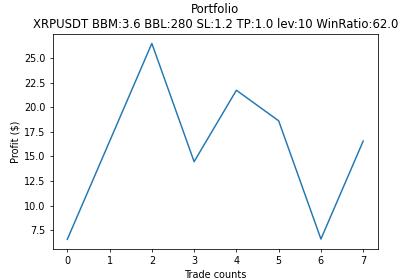 Portfolio
XRPUSDT BBM:3.6 BBL:280 SL:1.2 TP:1.0 lev:10 WinRatio:62.0
25.0
22.5
20.0
17.5
15.0
12.5
10.0
7.5
Profit ($)
0 1 2 3 4 5 6 7
Trade counts